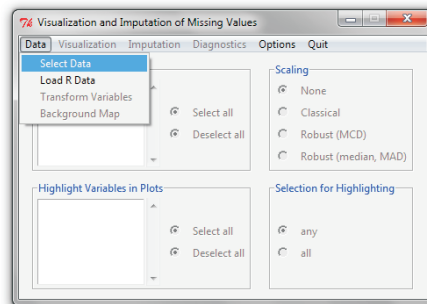 Visualization and Imputation of Missing Values
Data Visualization Imputation Diagnostics Options Quit
Select Data
Load R Data
Transform Variables
Background Map
Select all
Deselect all
Scaling
None
Classical
Robust (MCD)
Robust (median, MAD)
Highlight Variables in Plots
Select all
Deselect all
Selection for Highlighting
any
all